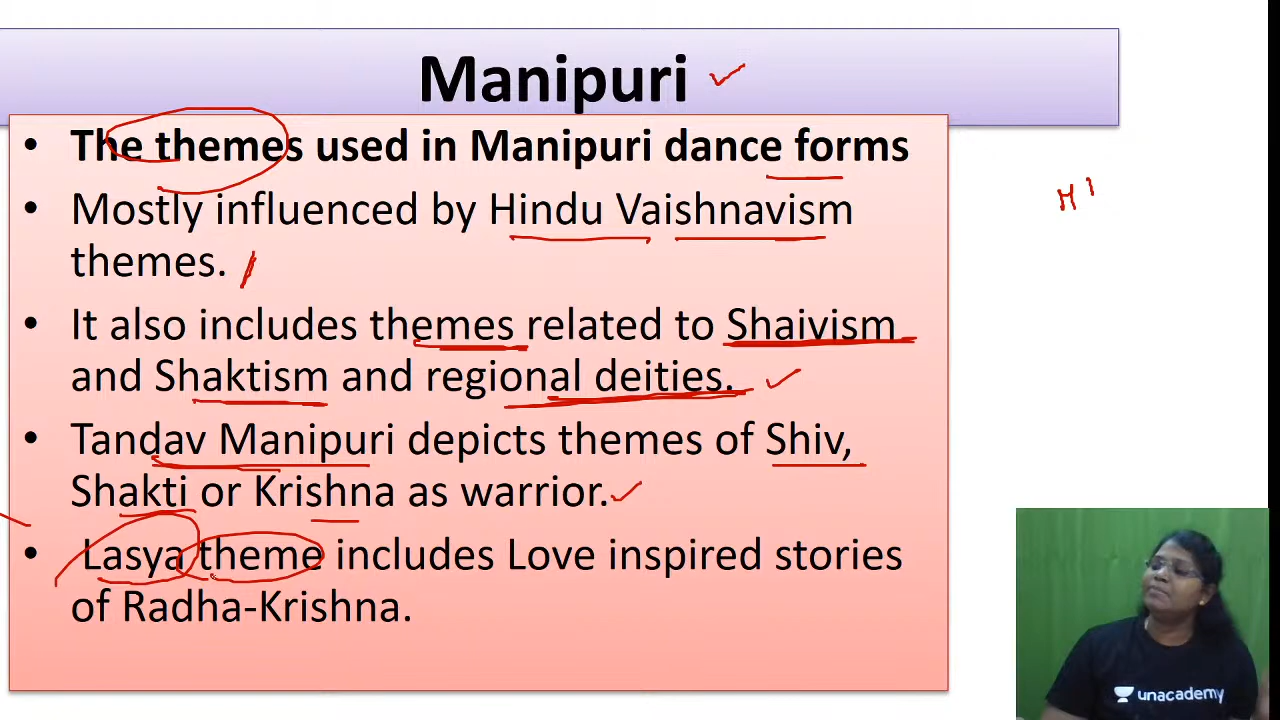 Manipuri
• The themes used in Manipuri dance forms
• Mostly influenced by Hindu Vaishnavism
themes.
• It also includes themes related to Shaivism
and Shaktism and regional deities.
• Tandav Manipuri depicts themes of Shiv,
Shakti or Krishna as warrior.
• Lasya theme includes Love inspired stories
of Radha-Krishna.
unacademy